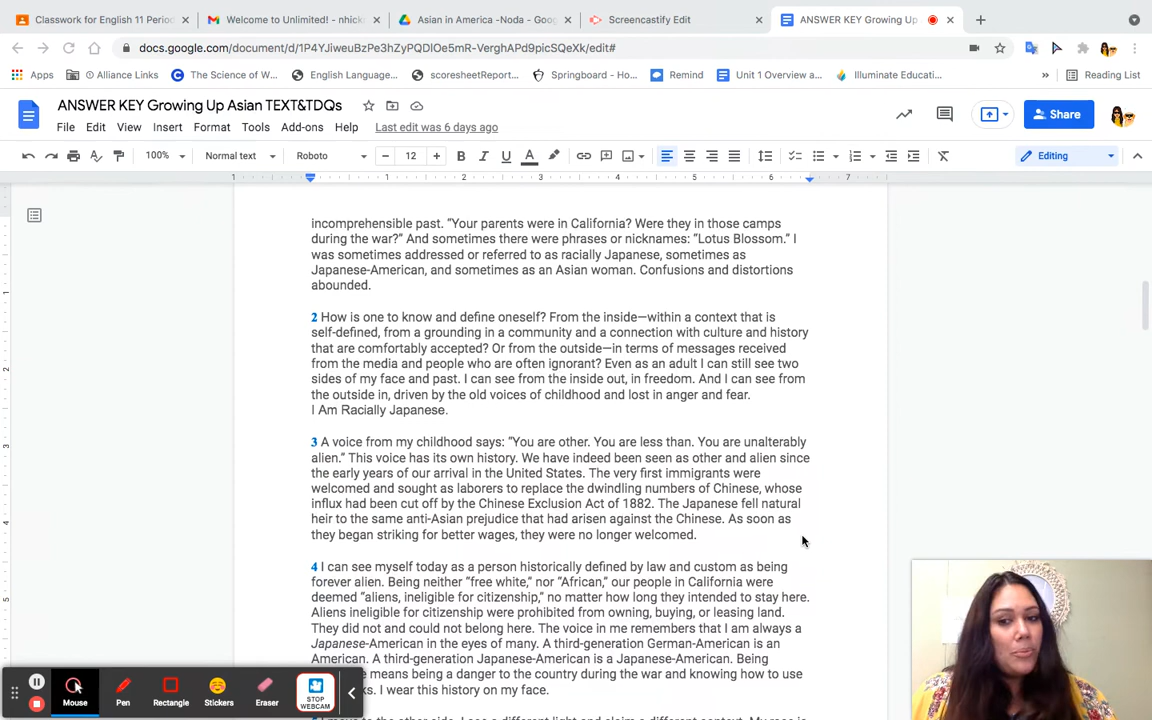 Classwork for English 11 Period
Welcome to Unlimited! - nhick
Asian in America -Noda - Goog
Screencastify Edit
ANSWER KEY Growing Up
docs.google.com/document/d/1P4YJiweuBzPe3hZyPQDlOe5mR-VerghAPd9picSQeXk/edit#
Apps
Alliance Links
The Science of W...
English Language...
scoresheetReport...
Springboard - Ho...
Remind
Unit 1 Overview a...
Illuminate Educati...
»
Reading List
ANSWER KEY Growing Up Asian TEXT&TDQs
File Edit View Insert Format Tools Add-ons Help Last edit was 6 days ago
Share
100% Normal text Roboto − 12 + B I U A Editing
1 1 2 3 4 5 6 7
incomprehensible past. “Your parents were in California? Were they in those camps
during the war?” And sometimes there were phrases or nicknames: “Lotus Blossom.” I
was sometimes addressed or referred to as racially Japanese, sometimes as
Japanese-American, and sometimes as an Asian woman. Confusions and distortions
abounded.
2 How is one to know and define oneself? From the inside—within a context that is
self-defined, from a grounding in a community and a connection with culture and history
that are comfortably accepted? Or from the outside—in terms of messages received
from the media and people who are often ignorant? Even as an adult I can still see two
sides of my face and past. I can see from the inside out, in freedom. And I can see from
the outside in, driven by the old voices of childhood and lost in anger and fear.
I Am Racially Japanese.
3 A voice from my childhood says: “You are other. You are less than. You are unalterably
alien.” This voice has its own history. We have indeed been seen as other and alien since
the early years of our arrival in the United States. The very first immigrants were
welcomed and sought as laborers to replace the dwindling numbers of Chinese, whose
influx had been cut off by the Chinese Exclusion Act of 1882. The Japanese fell natural
heir to the same anti-Asian prejudice that had arisen against the Chinese. As soon as
they began striking for better wages, they were no longer welcomed.
4 I can see myself today as a person historically defined by law and custom as being
forever alien. Being neither “free white,” nor “African,” our people in California were
deemed “aliens, ineligible for citizenship,” no matter how long they intended to stay here.
Aliens ineligible for citizenship were prohibited from owning, buying, or leasing land.
They did not and could not belong here. The voice in me remembers that I am always a
Japanese-American in the eyes of many. A third-generation German-American is an
American. A third-generation Japanese-American is a Japanese-American. Being
means being a danger to the country during the war and knowing how to use
I wear this history on my face.
Mouse
Pen
Rectangle
Stickers
Eraser
STOP
WEBCAM